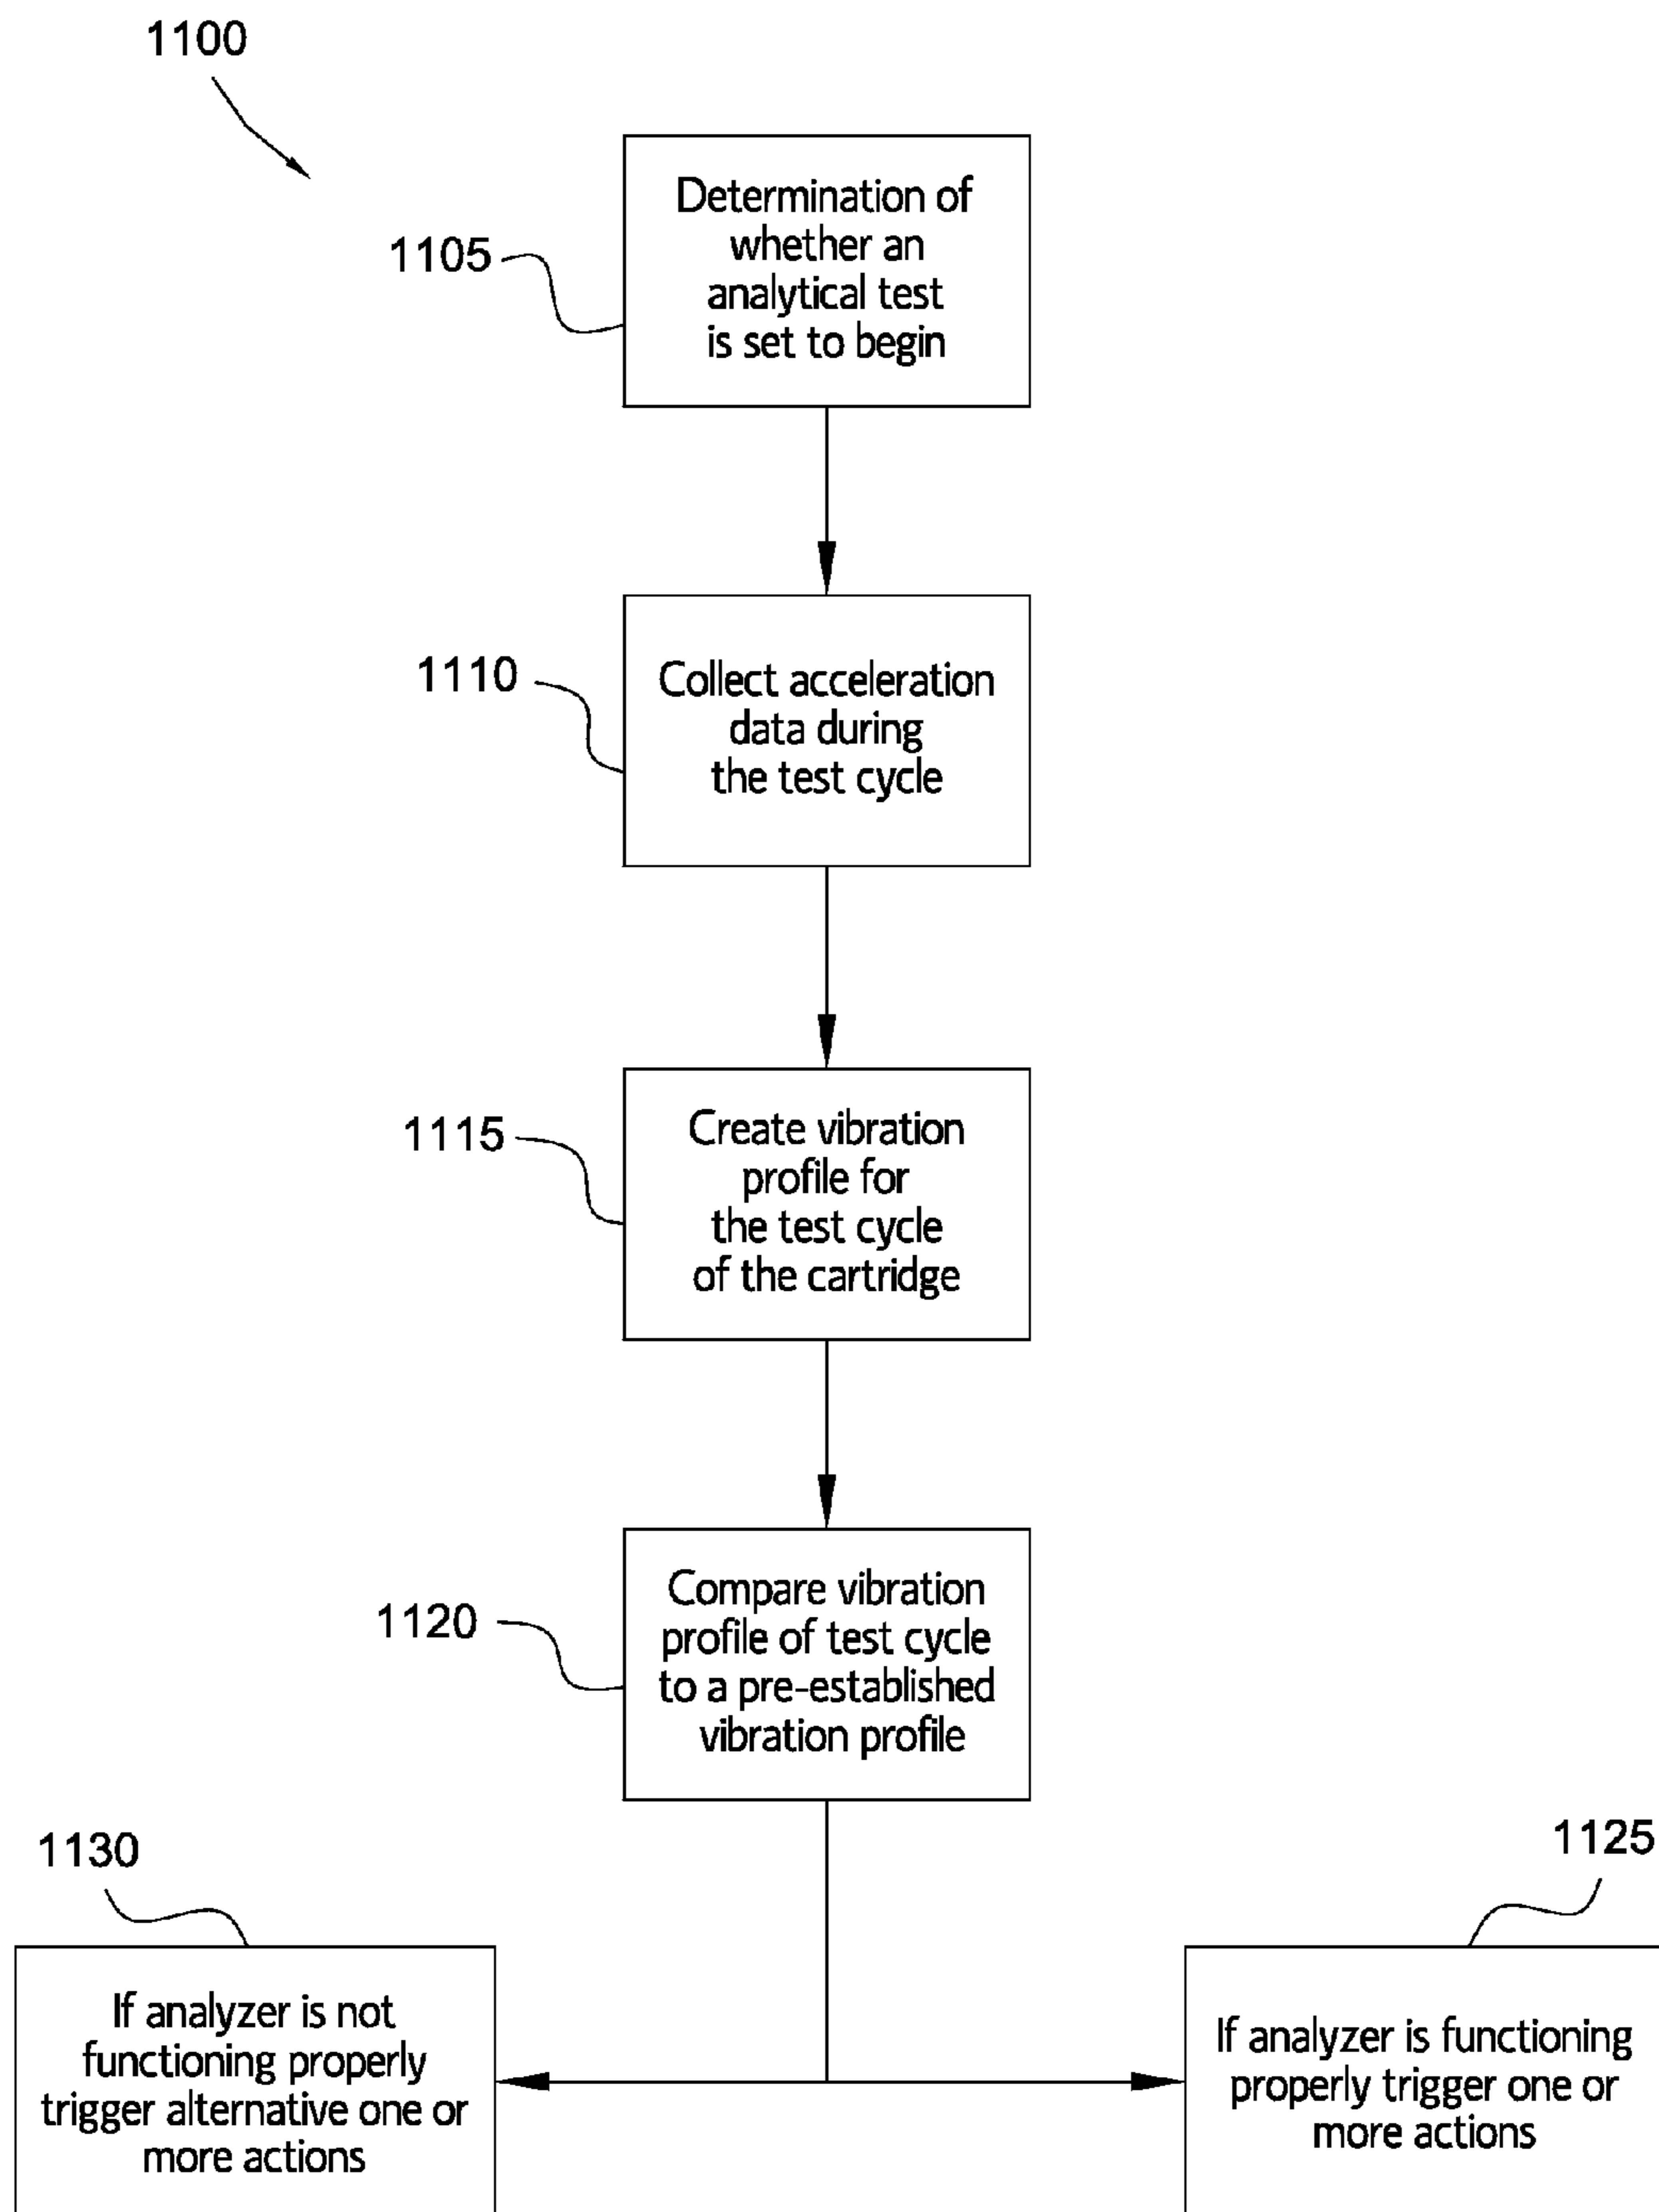 1100
1105
Determination of
whether an
analytical test
is set to begin
1110
Collect acceleration
data during
the test cycle
1115
Create vibration
profile for
the test cycle
of the cartridge
1120
Compare vibration
profile of test cycle
to a pre-established
vibration profile
1130
If analyzer is not
functioning properly
trigger alternative one or
more actions
1125
If analyzer is functioning
properly trigger one or
more actions